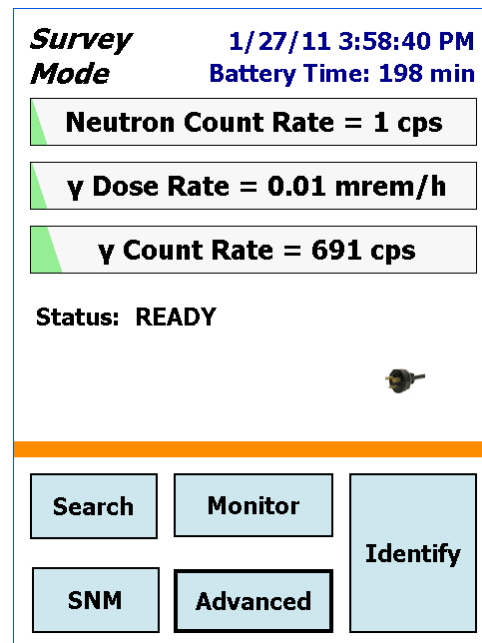 Survey Mode
1/27/11 3:58:40 PM
Battery Time: 198 min
Neutron Count Rate = 1 cps
γ Dose Rate = 0.01 mrem/h
γ Count Rate = 691 cps
Status: READY
Search
Monitor
Identify
SNM
Advanced